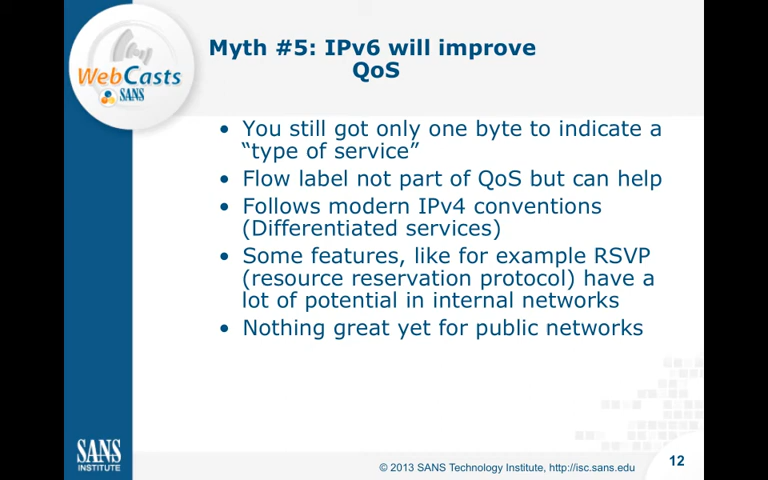 Myth #5: IPv6 will improve
QoS
WebCasts
SANS
• You still got only one byte to indicate a
“type of service”
• Flow label not part of QoS but can help
• Follows modern IPv4 conventions
(Differentiated services)
• Some features, like for example RSVP
(resource reservation protocol) have a
lot of potential in internal networks
• Nothing great yet for public networks
SANS
INSTITUTE
© 2013 SANS Technology Institute, http://isc.sans.edu
12